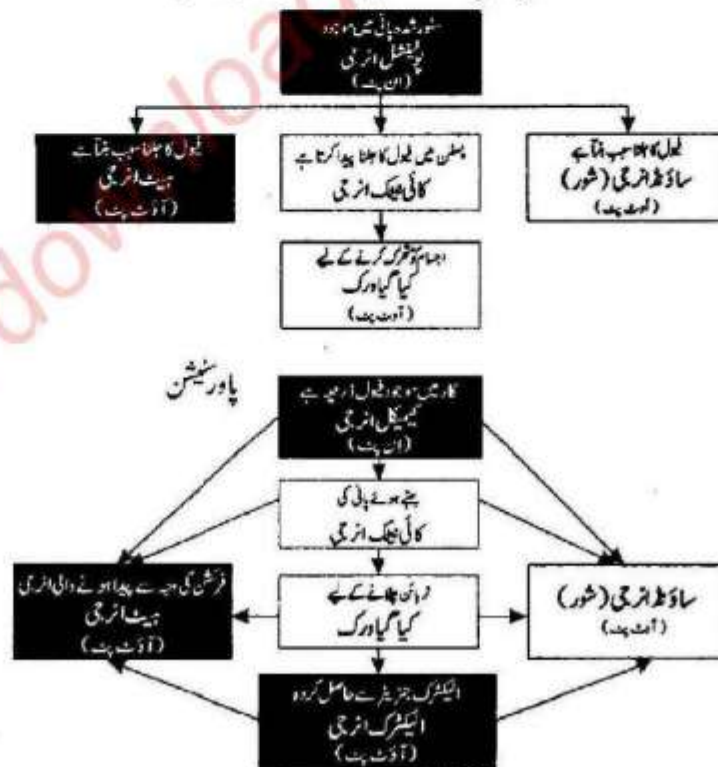 سٹور شدہ پانی میں موجود
پوٹینشل انرجی
(ان پٹ)
فیول کا جلنا سبب بنتا ہے
ساؤنڈ انرجی (شور)
(آؤٹ پٹ)
پسٹن میں فیول کا جلنا پیدا کرتا ہے
کائی نیٹک انرجی
فیول کا جلنا سبب بنتا ہے
ہیٹ انرجی
(آؤٹ پٹ)
اجسام کو متحرک کرنے کے لیے
کیا گیا ورک
(آوٹ پٹ)
پاور سٹیشن
کار میں موجود فیول ذریعہ ہے
کیمیکل انرجی
(ان پٹ)
بہتے ہوئے پانی کی
کائی نیٹک انرجی
ساؤنڈ انرجی (شور)
(آوٹ پٹ)
ٹربائن چلانے کے لیے
کیا گیا ورک
فرکشن کی وجہ سے پیدا ہونے والی انرجی
ہیٹ انرجی
(آؤٹ پٹ)
الیکٹرک جنریٹر سے حاصل کردہ
الیکٹرک انرجی
(آؤٹ پٹ)
download